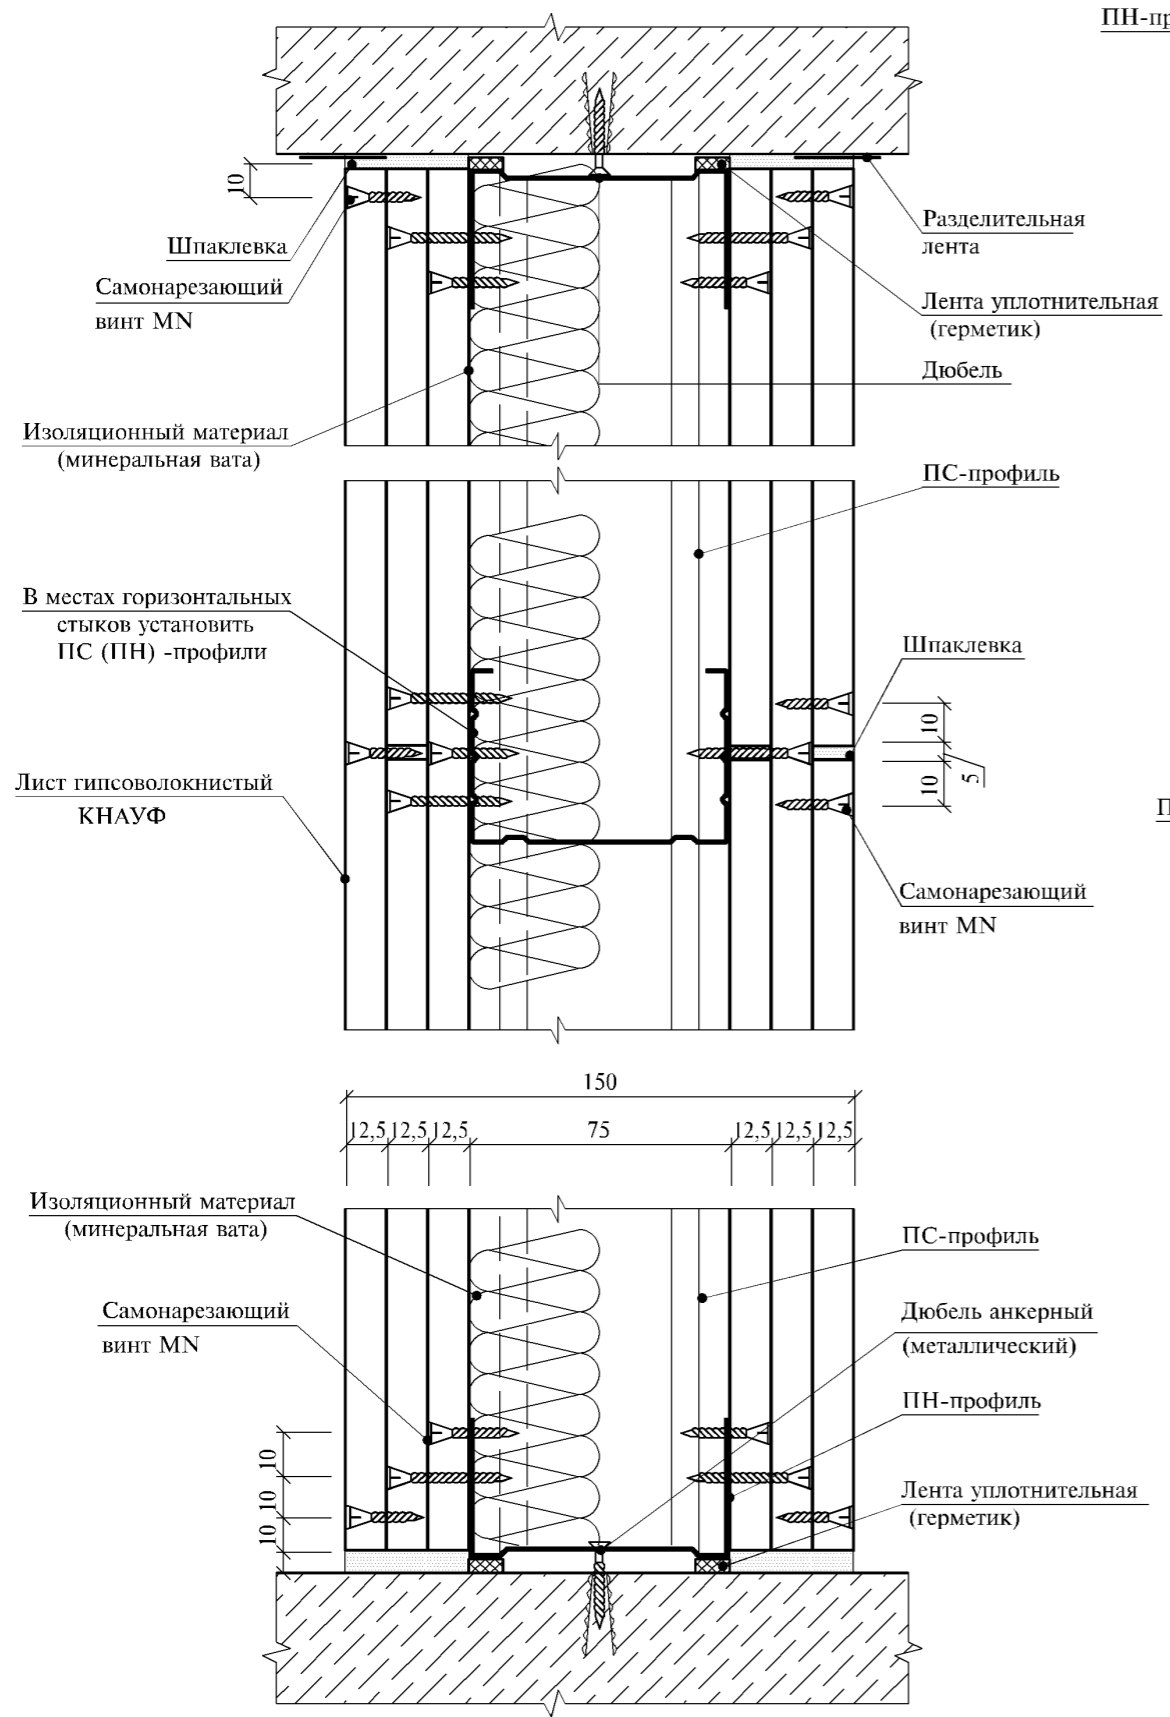 ПН-пр
10
Шпаклевка
Самонарезающий
винт MN
Разделительная
лента
Лента уплотнительная
(герметик)
Дюбель
Изоляционный материал
(минеральная вата)
ПС-профиль
В местах горизонтальных
стыков установить
ПС (ПН) -профили
Шпаклевка
10
10
5
Лист гипсоволокнистый
КНАУФ
П
Самонарезающий
винт MN
150
12,5 12,5 12,5 75 12,5 12,5 12,5
Изоляционный материал
(минеральная вата)
ПС-профиль
Самонарезающий
винт MN
Дюбель анкерный
(металлический)
ПН-профиль
10
10
10
Лента уплотнительная
(герметик)